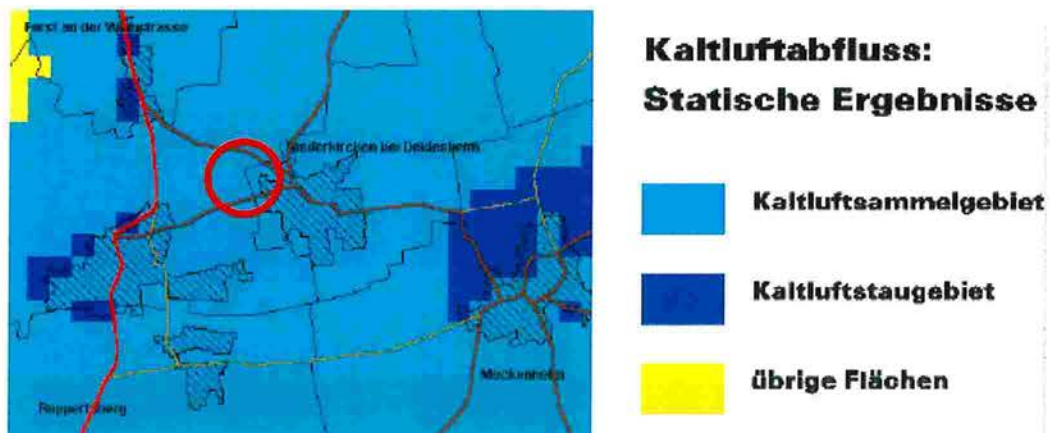 Forst an der Weinstrasse
Niederkirchen bei Deidesheim
Meckenheim
Ruppertsberg
Kaltluftabfluss:
Statische Ergebnisse
Kaltluftsammelgebiet
Kaltluftstaugebiet
übrige Flächen